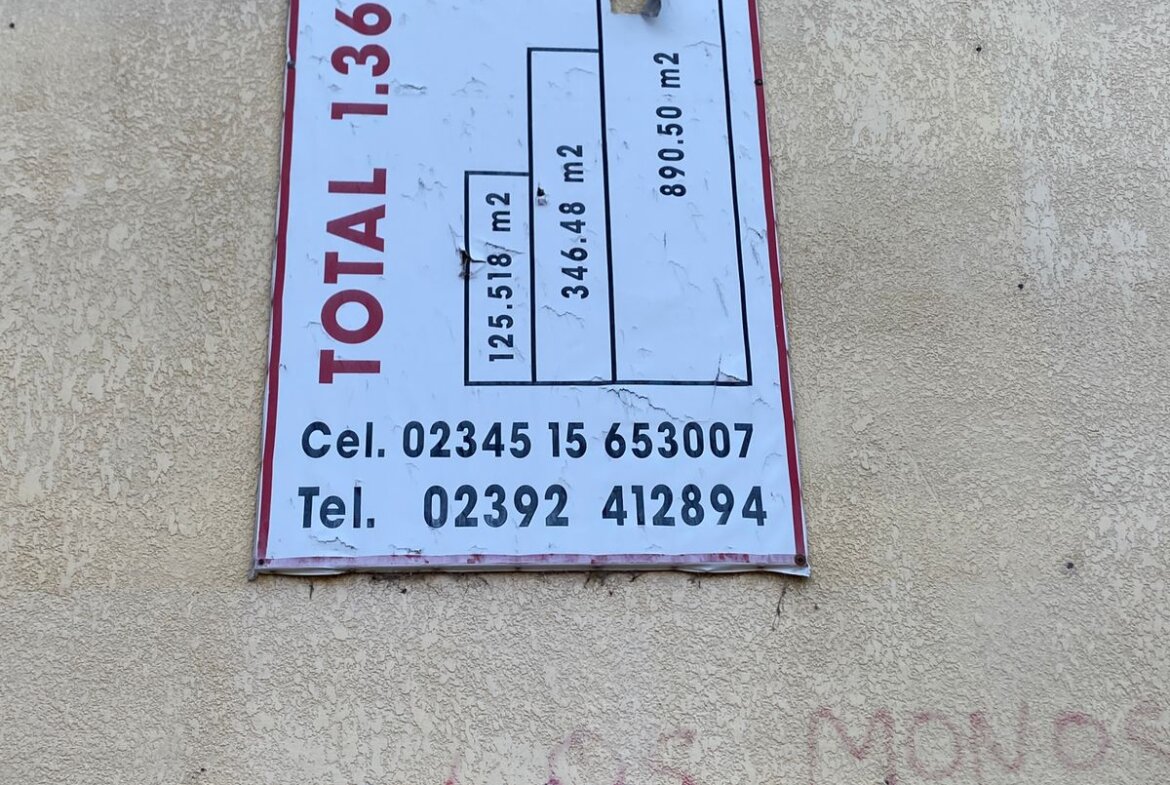 TOTAL 1.36
125.518 m2
346.48 m2
890.50 m2
Cel. 02345 15 653007
Tel. 02392 412894
OS MONOS